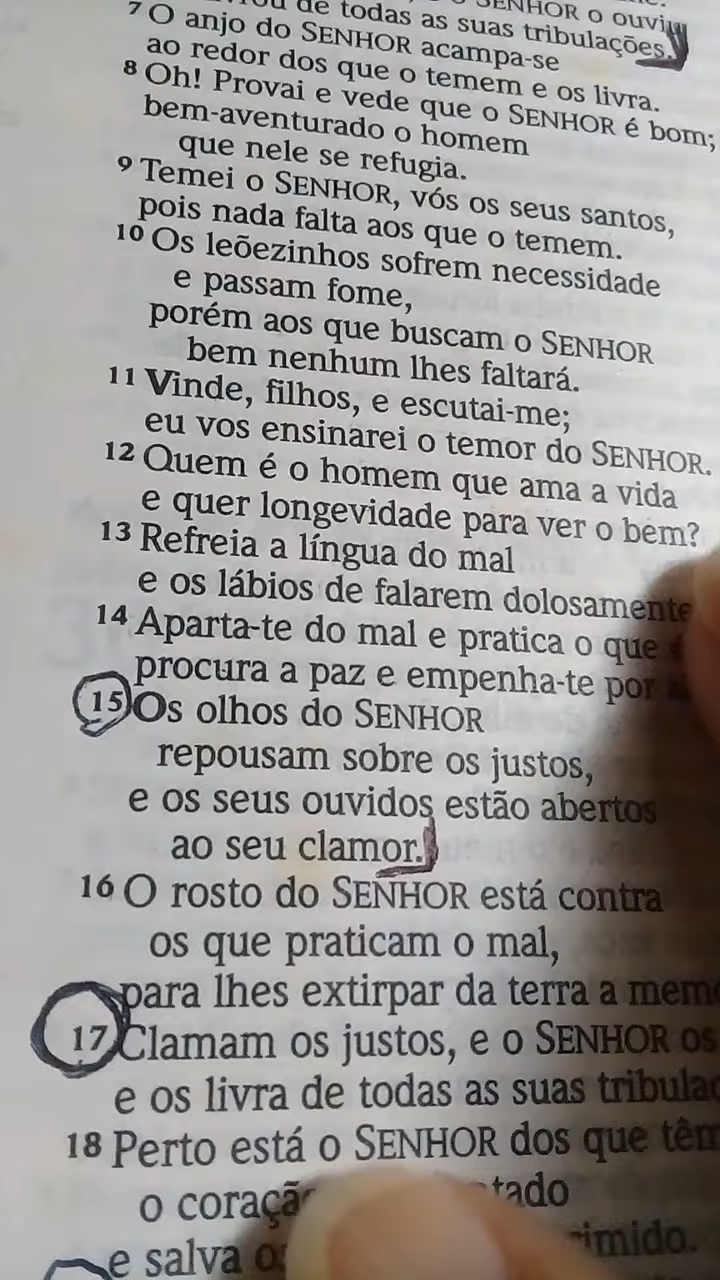 SENHOR o ouviu
de todas as suas tribulações.
7 O anjo do SENHOR acampa-se
ao redor dos que o temem e os livra.
8 Oh! Provai e vede que o SENHOR é bom;
bem-aventurado o homem
que nele se refugia.
9 Temei o SENHOR, vós os seus santos,
pois nada falta aos que o temem.
10 Os leõezinhos sofrem necessidade
e passam fome,
porém aos que buscam o SENHOR
bem nenhum lhes faltará.
11 Vinde, filhos, e escutai-me;
eu vos ensinarei o temor do SENHOR.
12 Quem é o homem que ama a vida
e quer longevidade para ver o bem?
13 Refreia a língua do mal
e os lábios de falarem dolosamente
14 Aparta-te do mal e pratica o que
procura a paz e empenha-te por
15 Os olhos do SENHOR
repousam sobre os justos,
e os seus ouvidos estão abertos
ao seu clamor.
16 O rosto do SENHOR está contra
os que praticam o mal,
para lhes extirpar da terra a
17 Clamam os justos, e o SENHOR os
e os livra de todas as suas
18 Perto está o SENHOR dos que têm
o
e salva